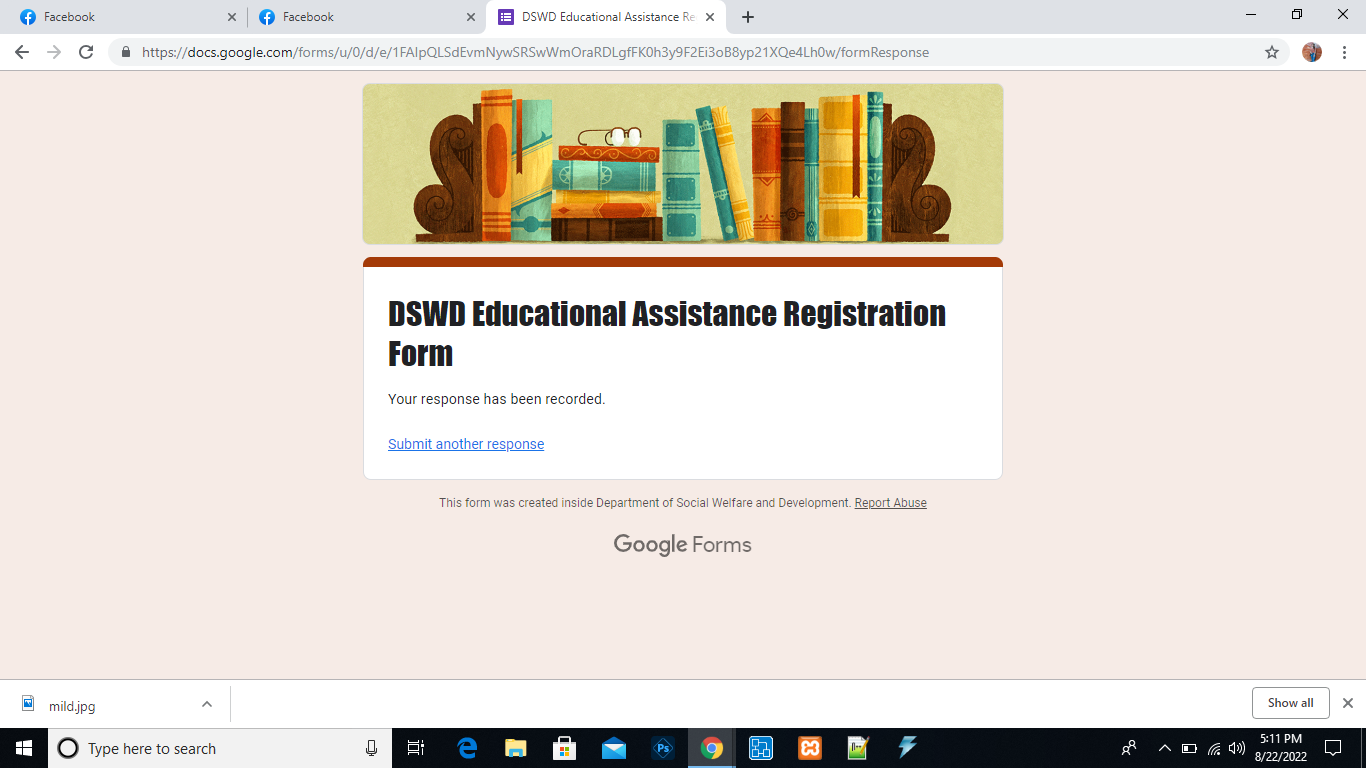 Facebook
Facebook
DSWD Educational Assistance Re
https://docs.google.com/forms/u/0/d/e/1FAIpQLSdEvmNywSRSwWmOraRDLgfFK0h3y9F2Ei3oB8yp21XQe4Lh0w/formResponse
DSWD Educational Assistance Registration
Form
Your response has been recorded.
Submit another response
This form was created inside Department of Social Welfare and Development. Report Abuse
Google Forms
mild.jpg
Show all
Type here to search
Ps
5:11 PM
8/22/2022